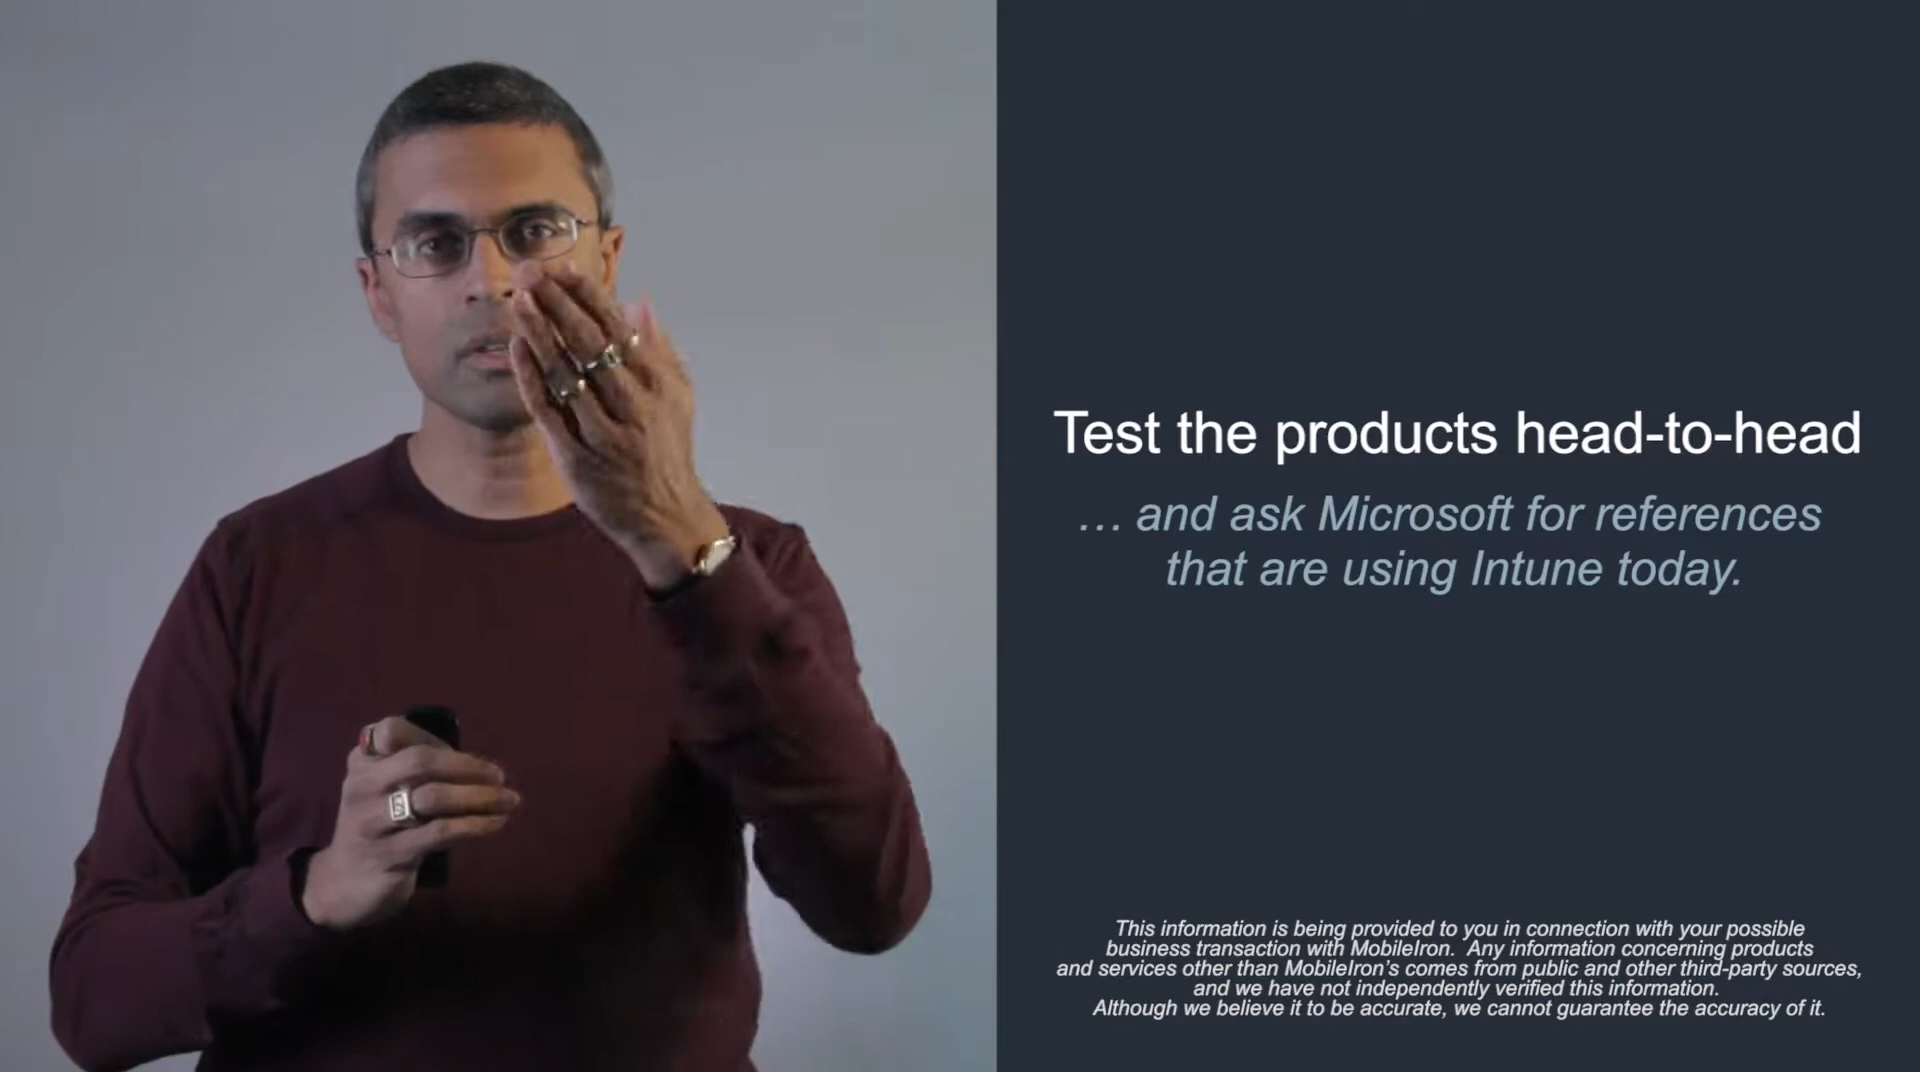 Test the products head-to-head
… and ask Microsoft for references
that are using Intune today.
This information is being provided to you in connection with your possible
business transaction with MobileIron.  Any information concerning products
and services other than MobileIron's comes from public and other third-party sources,
and we have not independently verified this information.
Although we believe it to be accurate, we cannot guarantee the accuracy of it.